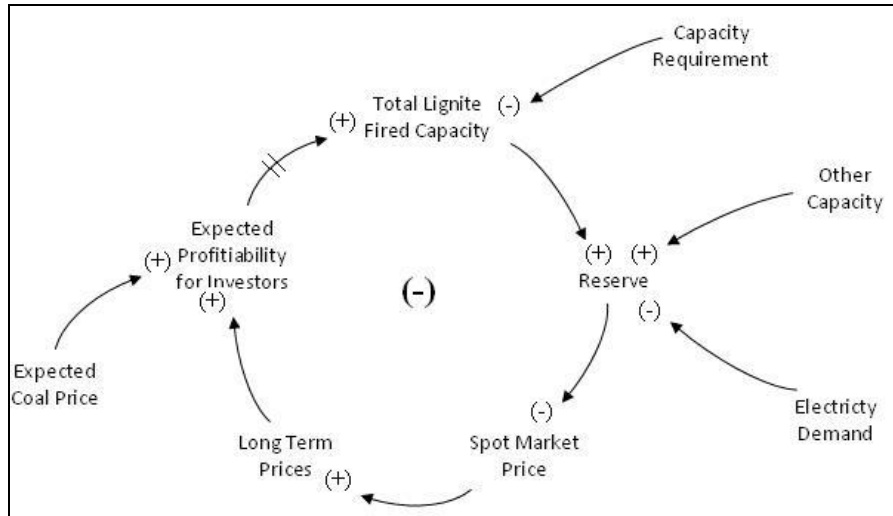 Capacity
Requirement
Total Lignite
Fired Capacity
(-)
(+)
Other
Capacity
Expected
Profitiability
for Investors
(+)
(+)
(+)
(+)
Reserve
(-)
(-)
Expected
Coal Price
Electricty
Demand
(-)
Long Term
Prices
(+)
Spot Market
Price